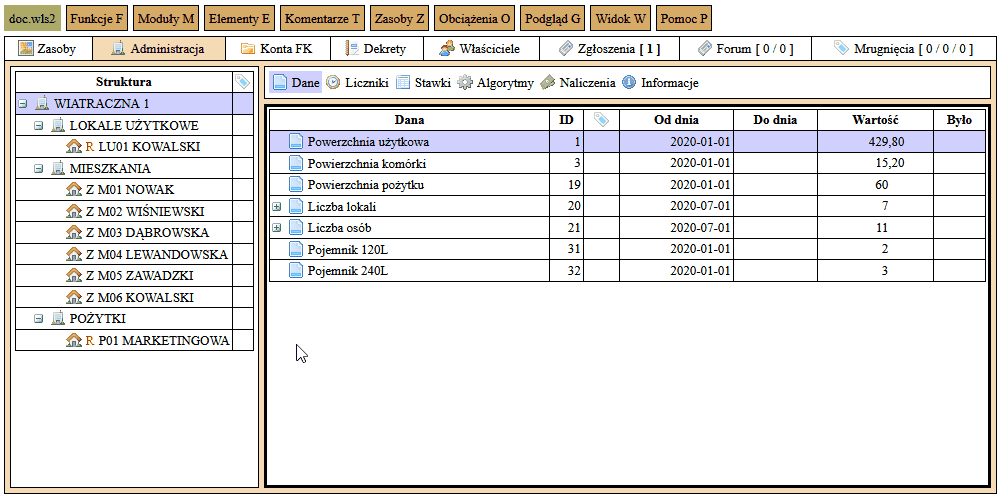 doc.wls2 Funkcje F Moduły M Elementy E Komentarze T Zasoby Z Obciążenia O Podgląd G Widok W Pomoc P
Zasoby Administracja Konta FK Dekrety Właściciele Zgłoszenia [ 1 ] Forum [ 0 / 0 ] Mrugnięcia [ 0 / 0 / 0 ]
Struktura
WIATRACZNA 1
LOKALE UŻYTKOWE
R LU01 KOWALSKI
MIESZKANIA
Z M01 NOWAK
Z M02 WIŚNIEWSKI
Z M03 DĄBROWSKA
Z M04 LEWANDOWSKA
Z M05 ZAWADZKI
Z M06 KOWALSKI
POŻYTKI
R P01 MARKETINGOWA
Dane Liczniki Stawki Algorytmy Naliczenia Informacje
Dana ID Od dnia Do dnia Wartość Było
Powerzchnia użytkowa 1 2020-01-01 429,80
Powierzchnia komórki 3 2020-01-01 15,20
Powierzchnia pożytku 19 2020-01-01 60
Liczba lokali 20 2020-07-01 7
Liczba osób 21 2020-07-01 11
Pojemnik 120L 31 2020-01-01 2
Pojemnik 240L 32 2020-01-01 3